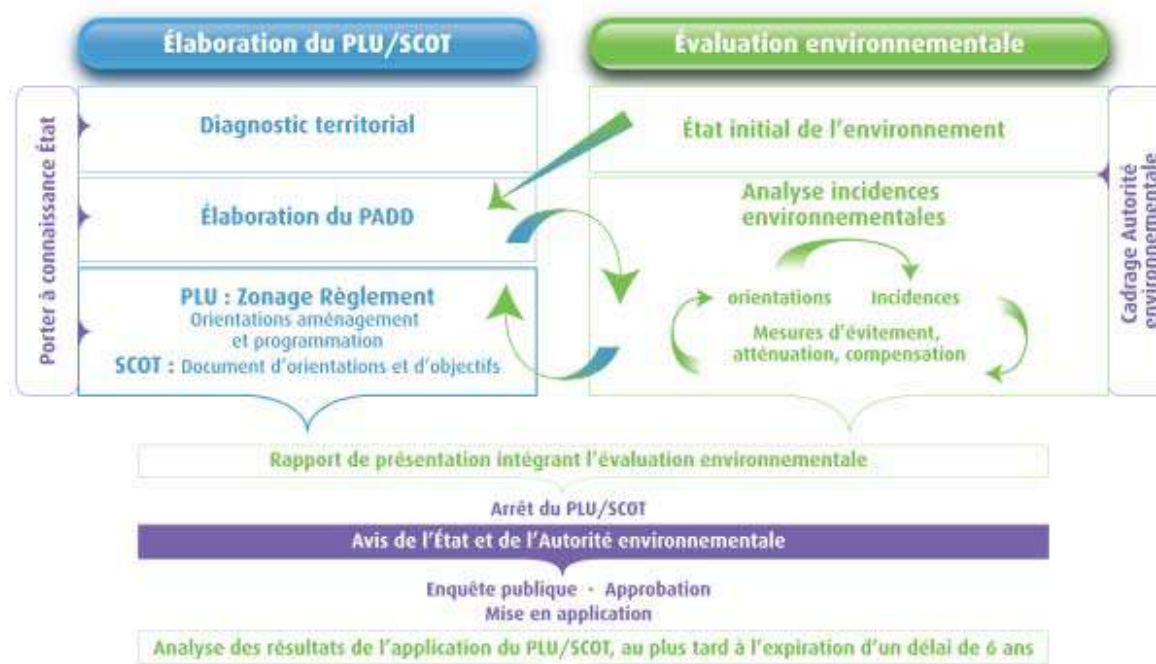 Élaboration du PLU/SCOT
Évaluation environnementale
Porter à connaissance État
Diagnostic territorial
État initial de l'environnement
Cadrage Autorité
environnementale
Élaboration du PADD
Analyse incidences
environnementales
PLU : Zonage Règlement
Orientations aménagement
et programmation
SCOT : Document d'orientations et d'objectifs
orientations
Incidences
Mesures d'évitement,
atténuation, compensation
Rapport de présentation intégrant l'évaluation environnementale
Arrêt du PLU/SCOT
Avis de l'État et de l'Autorité environnementale
Enquête publique - Approbation
Mise en application
Analyse des résultats de l'application du PLU/SCOT, au plus tard à l'expiration d'un délai de 6 ans